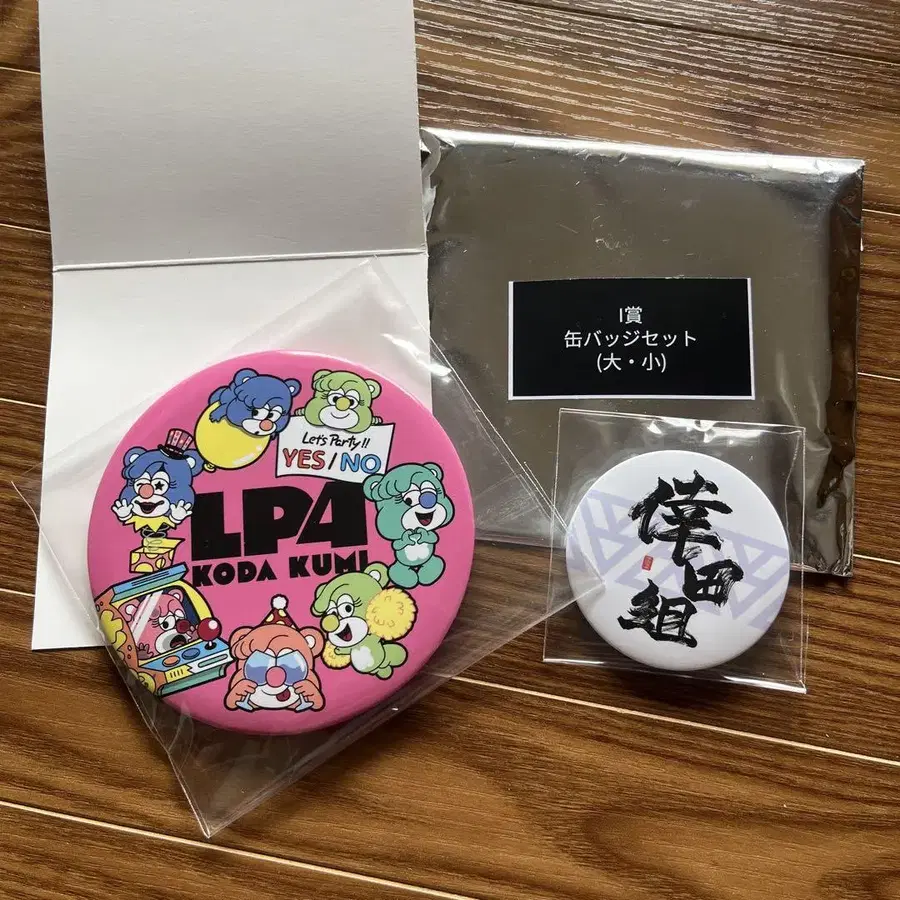 Let's Party!!
YES/NO
LPA
KODA KUMI
I賞
缶バッジセット
(大・小)
倖田組